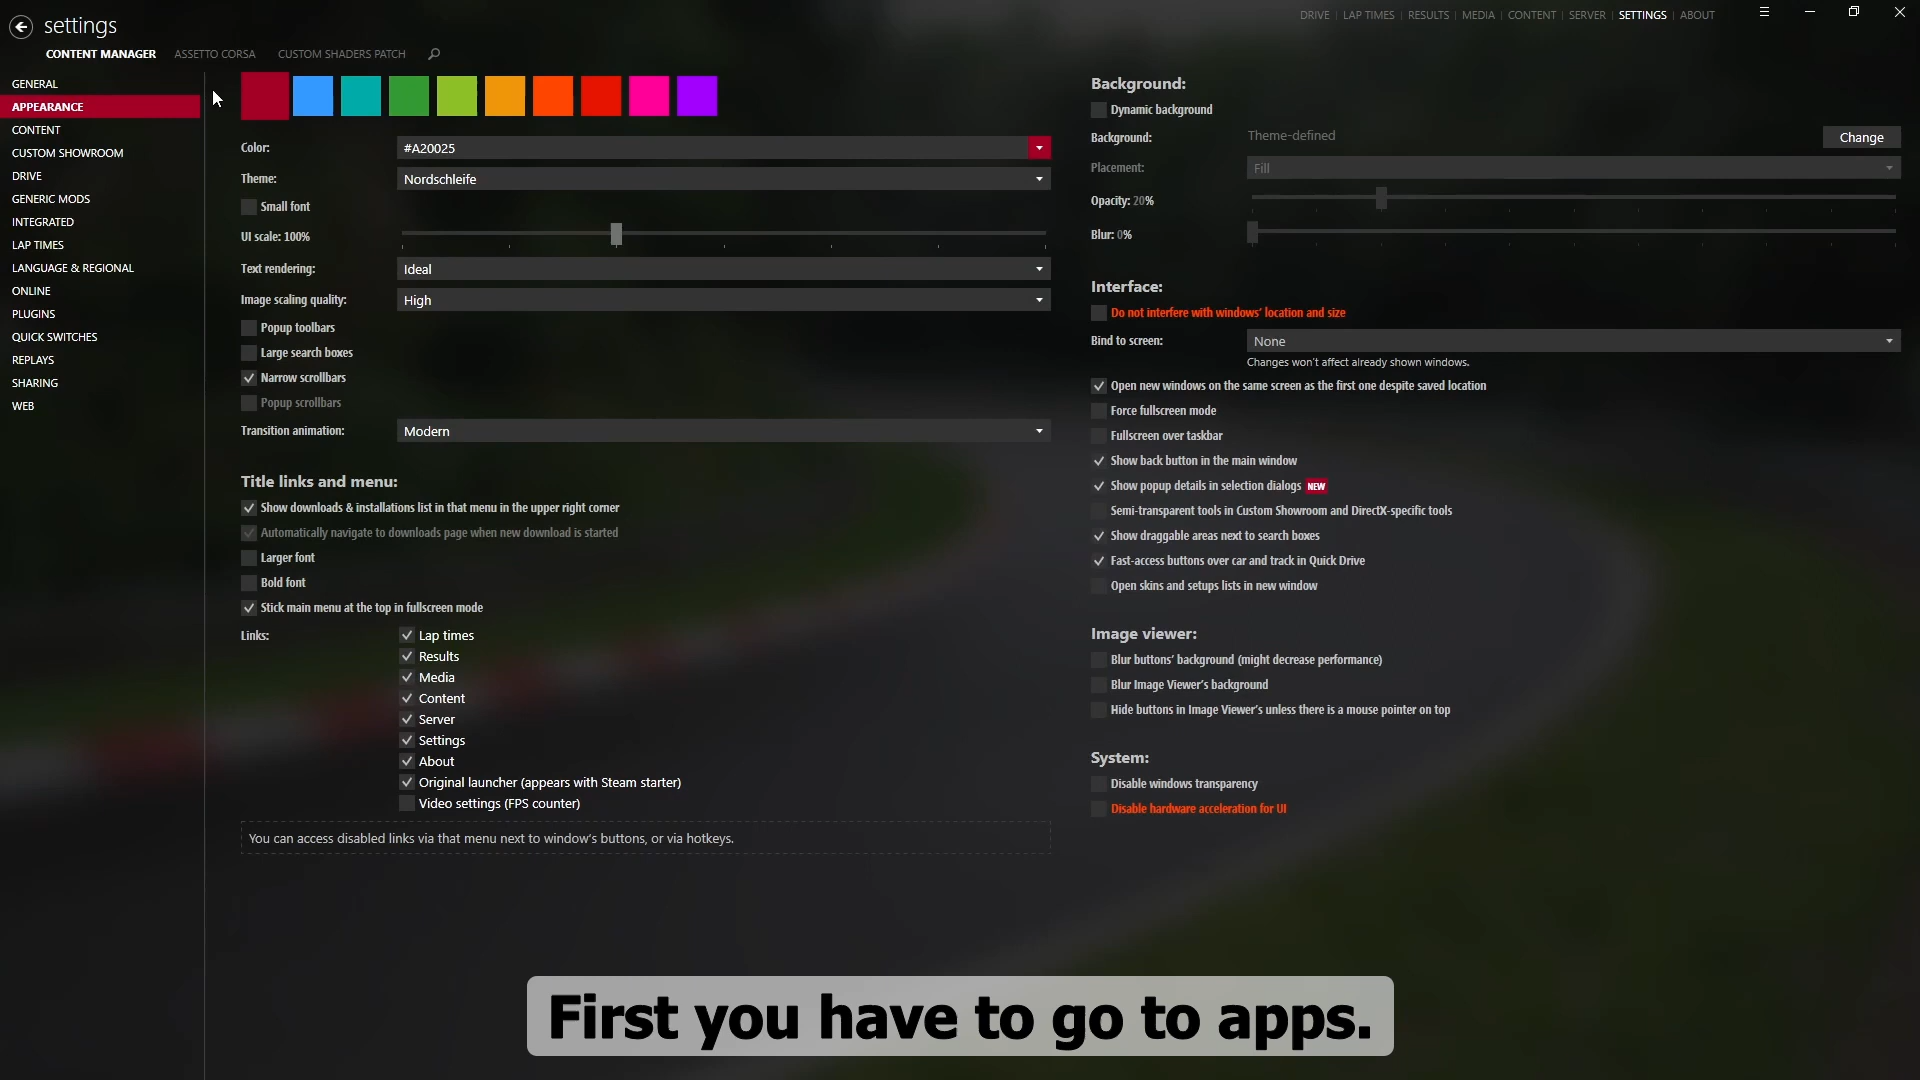 settings
DRIVE | LAP TIMES | RESULTS | MEDIA | CONTENT | SERVER | SETTINGS | ABOUT
CONTENT MANAGER ASSETTO CORSA CUSTOM SHADERS PATCH
GENERAL
APPEARANCE
CONTENT
CUSTOM SHOWROOM
DRIVE
GENERIC MODS
INTEGRATED
LAP TIMES
LANGUAGE & REGIONAL
ONLINE
PLUGINS
QUICK SWITCHES
REPLAYS
SHARING
WEB
Color: #A20025
Theme: Nordschleife
Small font
UI scale: 100%
Text rendering: Ideal
Image scaling quality: High
Popup toolbars
Large search boxes
Narrow scrollbars
Popup scrollbars
Transition animation: Modern
Title links and menu:
Show downloads & installations list in that menu in the upper right corner
Automatically navigate to downloads page when new download is started
Larger font
Bold font
Stick main menu at the top in fullscreen mode
Links:
Lap times
Results
Media
Content
Server
Settings
About
Original launcher (appears with Steam starter)
Video settings (FPS counter)
You can access disabled links via that menu next to window's buttons, or via hotkeys.
Background:
Dynamic background
Background: Theme-defined Change
Placement: Fill
Opacity: 20%
Blur: 0%
Interface:
Do not interfere with windows' location and size
Bind to screen: None
Changes won't affect already shown windows.
Open new windows on the same screen as the first one despite saved location
Force fullscreen mode
Fullscreen over taskbar
Show back button in the main window
Show popup details in selection dialogs NEW
Semi-transparent tools in Custom Showroom and DirectX-specific tools
Show draggable areas next to search boxes
Fast-access buttons over car and track in Quick Drive
Open skins and setups lists in new window
Image viewer:
Blur buttons' background (might decrease performance)
Blur Image Viewer's background
Hide buttons in Image Viewer's unless there is a mouse pointer on top
System:
Disable windows transparency
Disable hardware acceleration for UI
First you have to go to apps.